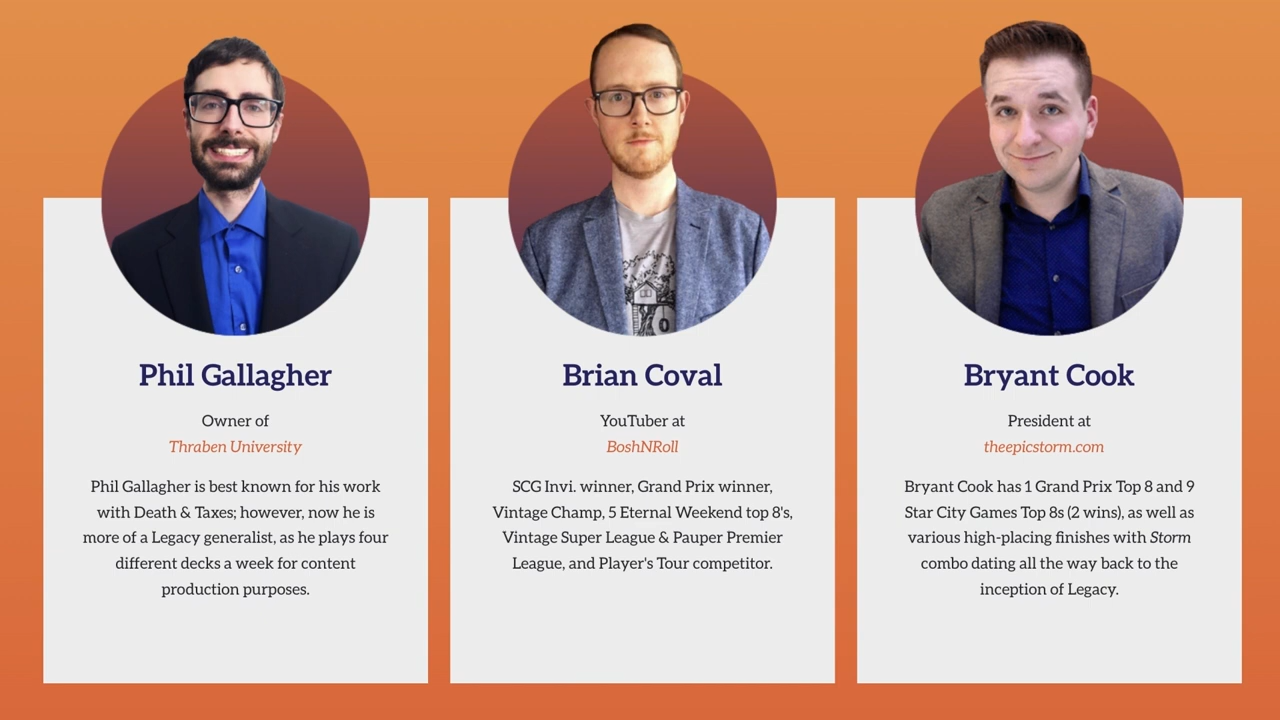 Phil Gallagher
Owner of
Thraben University
Phil Gallagher is best known for his work
with Death & Taxes; however, now he is
more of a Legacy generalist, as he plays four
different decks a week for content
production purposes.
Brian Coval
YouTuber at
BoshNRoll
SCG Invi. winner, Grand Prix winner,
Vintage Champ, 5 Eternal Weekend top 8's,
Vintage Super League & Pauper Premier
League, and Player's Tour competitor.
Bryant Cook
President at
theepicstorm.com
Bryant Cook has 1 Grand Prix Top 8 and 9
Star City Games Top 8s (2 wins), as well as
various high-placing finishes with Storm
combo dating all the way back to the
inception of Legacy.